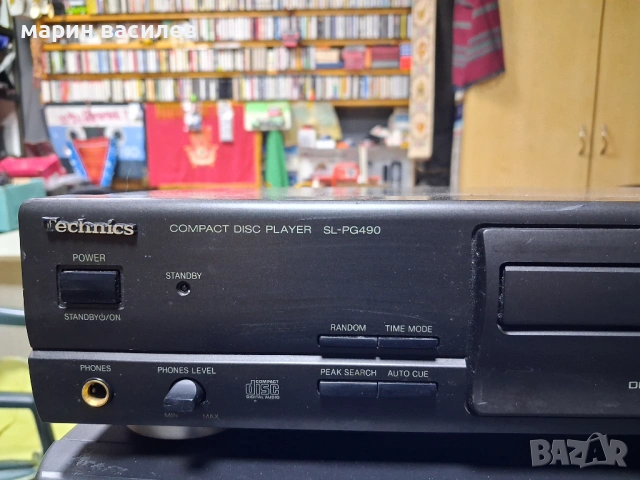 марин василев
Technics
COMPACT DISC PLAYER SL-PG490
POWER
STANDBY
STANDBY⏻/ON
RANDOM
TIME MODE
PHONES
PHONES LEVEL
PEAK SEARCH
AUTO CUE
COMPACT
disc
DIGITAL AUDIO
MIN
MAX
BAZAR